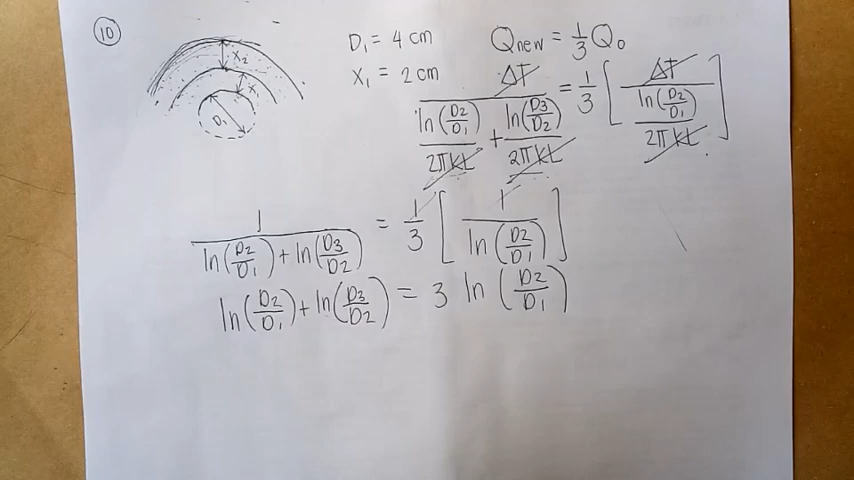 10
X₂
X₁
D₁
D₁ = 4 cm
X₁ = 2 cm
Qnew = 1/3 Q₀
ΔT / [ln(D₂/D₁)/(2πkL) + ln(D₃/D₂)/(2πkL)] = 1/3 [ΔT / (ln(D₂/D₁)/(2πkL))]
1 / [ln(D₂/D₁) + ln(D₃/D₂)] = 1/3 [1 / ln(D₂/D₁)]
ln(D₂/D₁) + ln(D₃/D₂) = 3 ln(D₂/D₁)